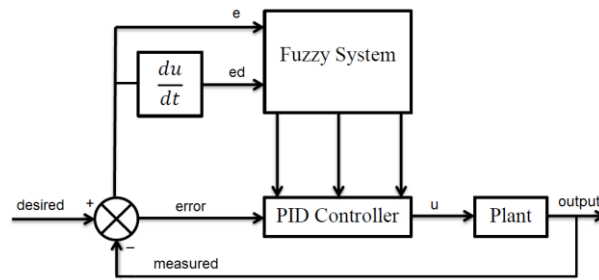 e
Fuzzy System
du
dt
ed
desired
+
error
PID Controller
u
Plant
output
−
measured